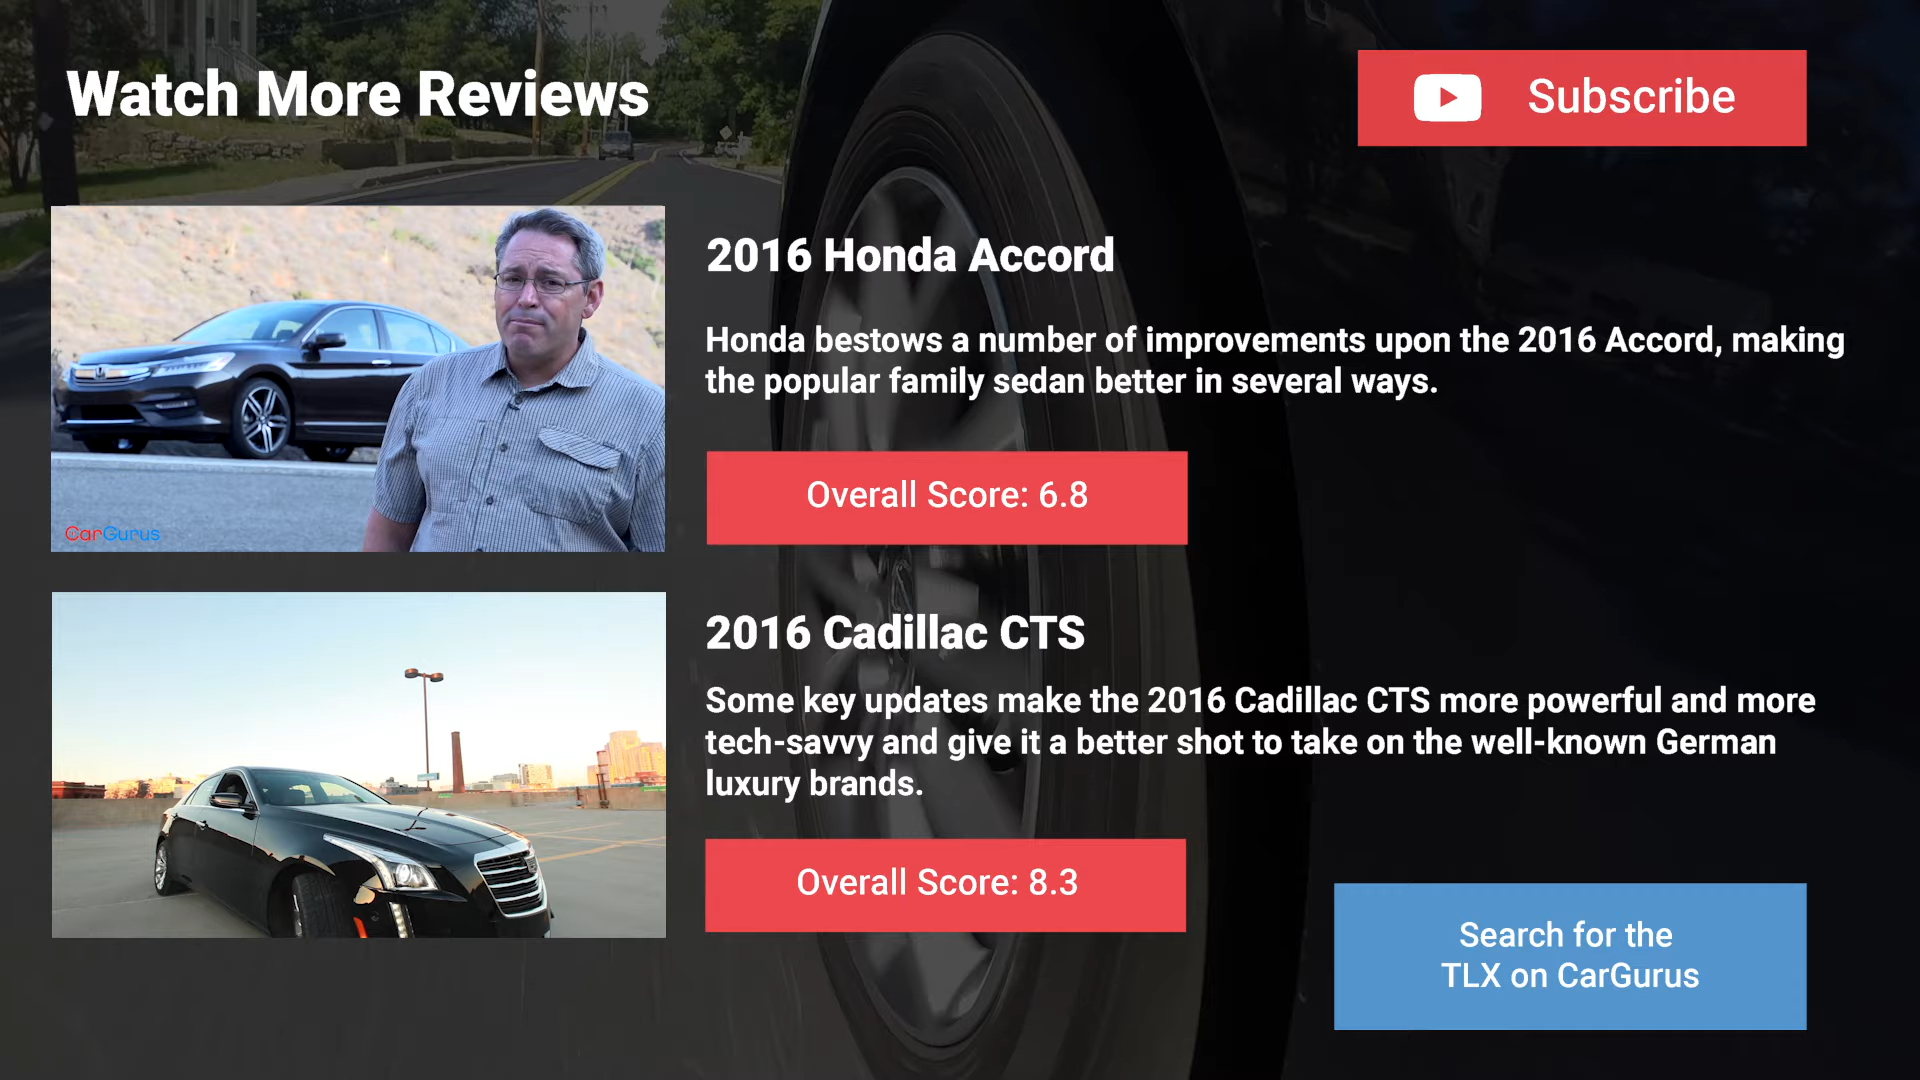 Watch More Reviews
Subscribe
2016 Honda Accord
Honda bestows a number of improvements upon the 2016 Accord, making
the popular family sedan better in several ways.
Overall Score: 6.8
CarGurus
2016 Cadillac CTS
Some key updates make the 2016 Cadillac CTS more powerful and more
tech-savvy and give it a better shot to take on the well-known German
luxury brands.
Overall Score: 8.3
Search for the
TLX on CarGurus